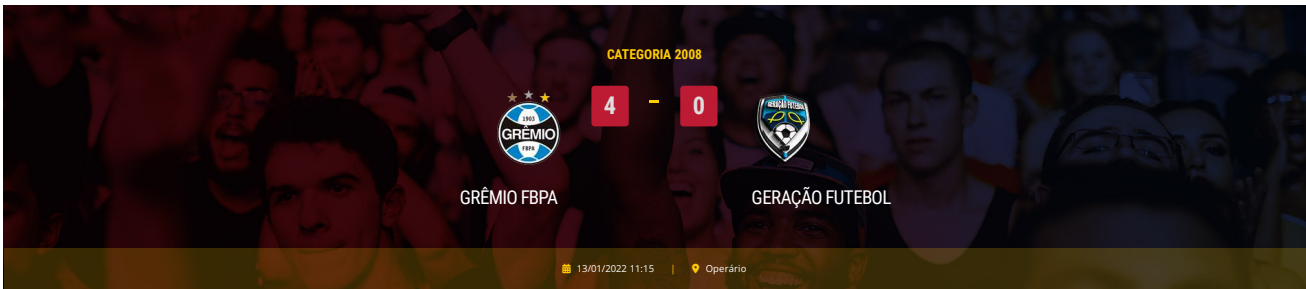 CATEGORIA 2008
4 - 0
1903
GRÊMIO
FBPA
GERAÇÃO FUTEBOL
GRÊMIO FBPA
GERAÇÃO FUTEBOL
13/01/2022 11:15 | Operário